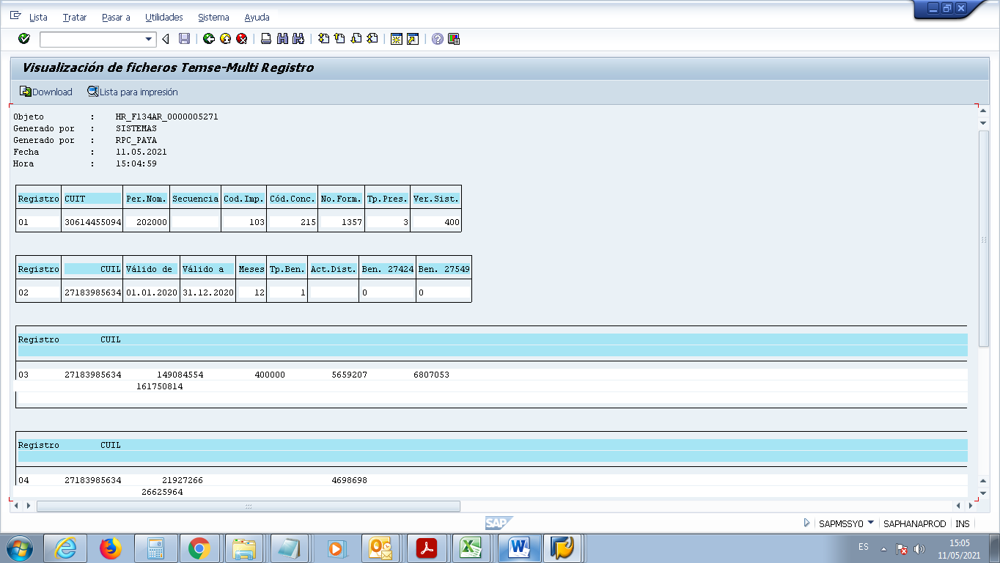 Lista Tratar Pasar a Utilidades Sistema Ayuda
Visualización de ficheros Temse-Multi Registro
Download Lista para impresión
Objeto : HR_F134AR_0000005271
Generado por : SISTEMAS
Generado por : RPC_PAYA
Fecha : 11.05.2021
Hora : 15:04:59
Registro CUIT Per.Nom. Secuencia Cod.Imp. Cód.Conc. No.Form. Tp.Pres. Ver.Sist.
01 30614455094 202000 103 215 1357 3 400
Registro CUIL Válido de Válido a Meses Tp.Ben. Act.Dist. Ben. 27424 Ben. 27549
02 27183985634 01.01.2020 31.12.2020 12 1 0 0
Registro CUIL
03 27183985634 149084554 400000 5659207 6807053
161750814
Registro CUIL
04 27183985634 21927266 4698698
26625964
SAP SAPMSSY0 SAPHANAPROD INS
ES 15:05
11/05/2021